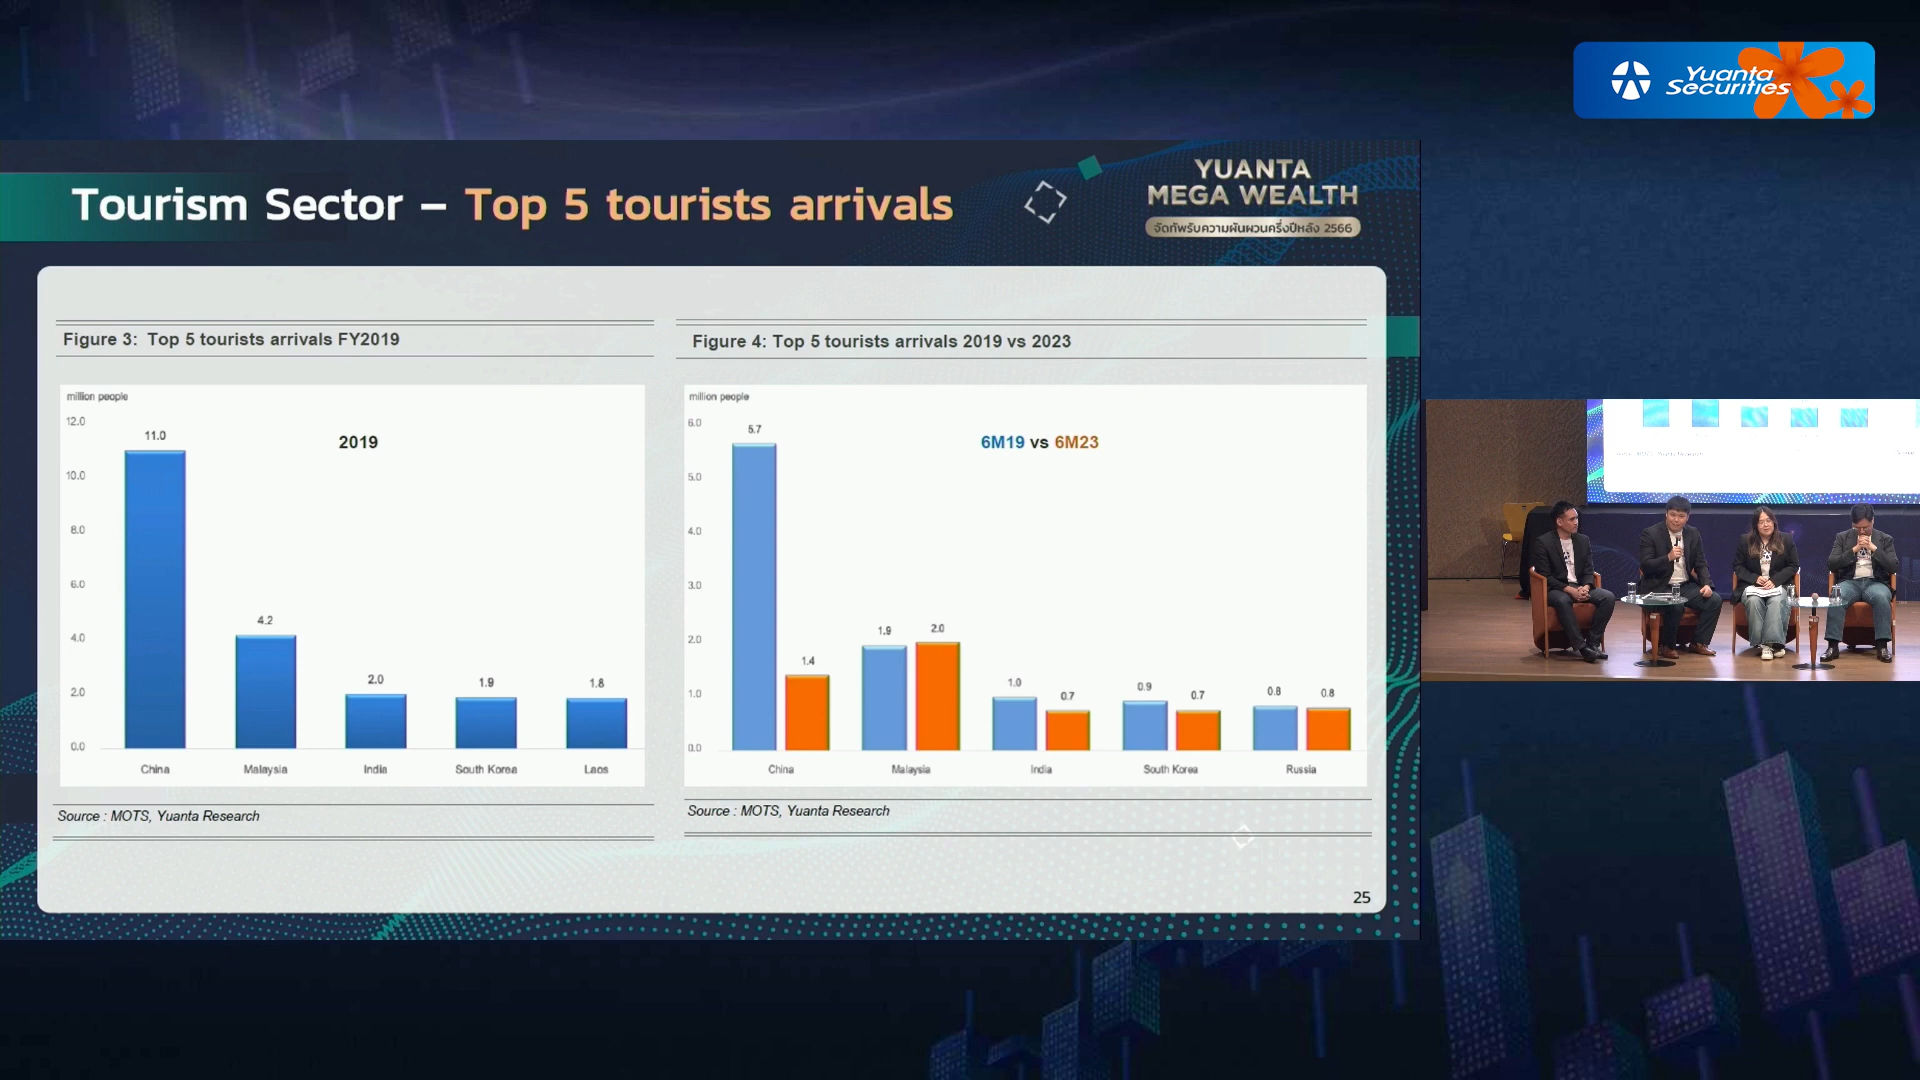 Yuanta
Securities
Tourism Sector – Top 5 tourists arrivals
YUANTA
MEGA WEALTH
จัดทัพรับความผันผวนครึ่งปีหลัง 2566
Figure 3: Top 5 tourists arrivals FY2019
million people
12.0
10.0
8.0
6.0
4.0
2.0
0.0
2019
11.0
4.2
2.0
1.9
1.8
China Malaysia India South Korea Laos
Source : MOTS, Yuanta Research
Figure 4: Top 5 tourists arrivals 2019 vs 2023
million people
6.0
5.0
4.0
3.0
2.0
1.0
0.0
6M19 vs 6M23
5.7 1.4
1.9 2.0
1.0 0.7
0.9 0.7
0.8 0.8
China Malaysia India South Korea Russia
Source : MOTS, Yuanta Research
25